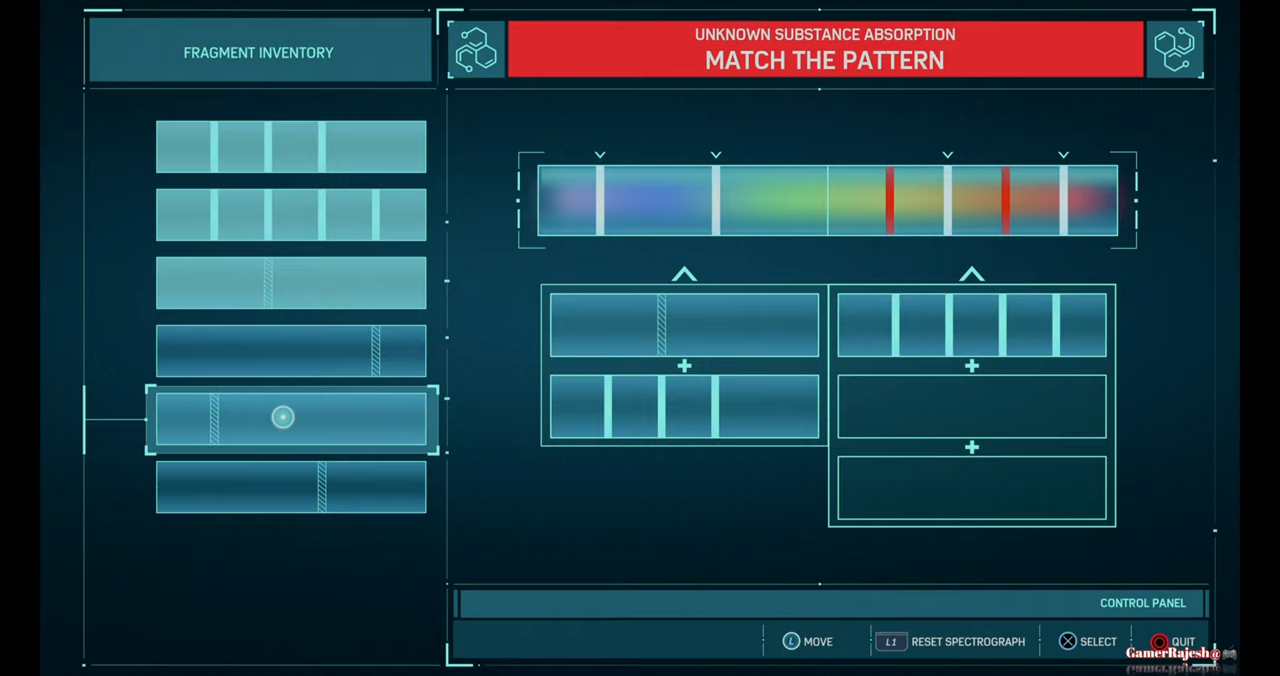 FRAGMENT INVENTORY
UNKNOWN SUBSTANCE ABSORPTION
MATCH THE PATTERN
CONTROL PANEL
L MOVE
L1 RESET SPECTROGRAPH
SELECT
QUIT
GamerRajesh@